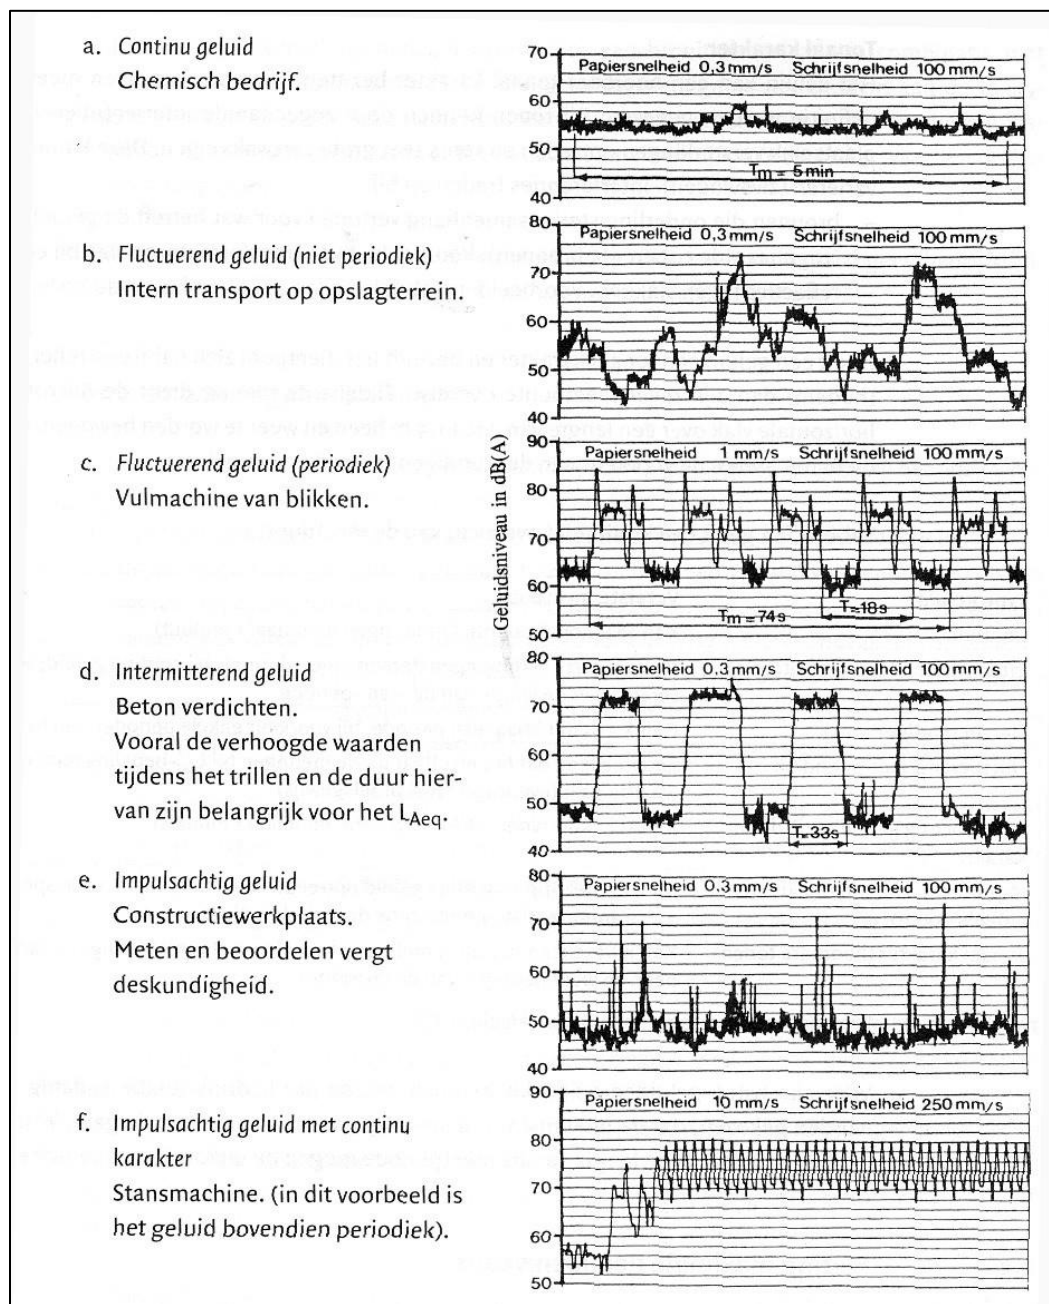 a. Continu geluid
Chemisch bedrijf.
70
60
50
40
Papiersnelheid 0,3 mm/s Schrijfsnelheid 100 mm/s
Tm = 5 min
b. Fluctuerend geluid (niet periodiek)
Intern transport op opslagterrein.
80
70
60
50
40
Papiersnelheid 0,3 mm/s Schrijfsnelheid 100 mm/s
c. Fluctuerend geluid (periodiek)
Vulmachine van blikken.
Geluidsniveau in dB(A)
90
80
70
60
50
Papiersnelheid 1 mm/s Schrijfsnelheid 100 mm/s
Tm = 74s
T=18s
d. Intermitterend geluid
Beton verdichten.
Vooral de verhoogde waarden
tijdens het trillen en de duur hier-
van zijn belangrijk voor het LAeq.
80
70
60
50
40
Papiersnelheid 0.3 mm/s Schrijfsnelheid 100 mm/s
T=33s
e. Impulsachtig geluid
Constructiewerkplaats.
Meten en beoordelen vergt
deskundigheid.
80
70
60
50
40
Papiersnelheid 0.3 mm/s Schrijfsnelheid 100 mm/s
f. Impulsachtig geluid met continu
karakter
Stansmachine. (in dit voorbeeld is
het geluid bovendien periodiek).
90
80
70
60
50
Papiersnelheid 10 mm/s Schrijfsnelheid 250 mm/s